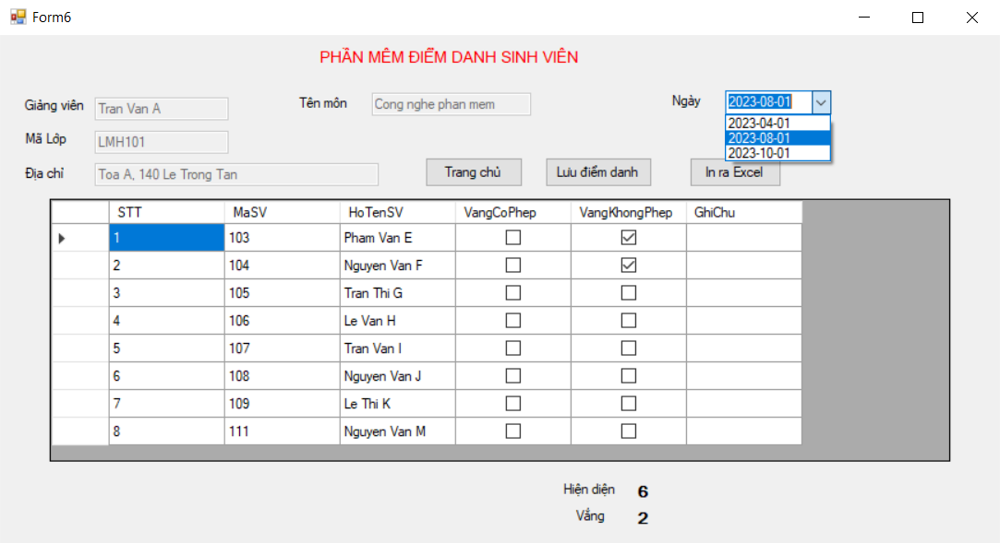 Form6
PHẦN MÊM ĐIỂM DANH SINH VIÊN
Giảng viên Tran Van A Tên môn Cong nghe phan mem Ngày 2023-08-01
2023-04-01
2023-08-01
2023-10-01
Mã Lớp LMH101
Địa chỉ Toa A, 140 Le Trong Tan Trang chủ Lưu điểm danh In ra Excel
STT MaSV HoTenSV VangCoPhep VangKhongPhep GhiChu
1 103 Pham Van E
2 104 Nguyen Van F
3 105 Tran Thi G
4 106 Le Van H
5 107 Tran Van I
6 108 Nguyen Van J
7 109 Le Thi K
8 111 Nguyen Van M
Hiện diện 6
Vắng 2